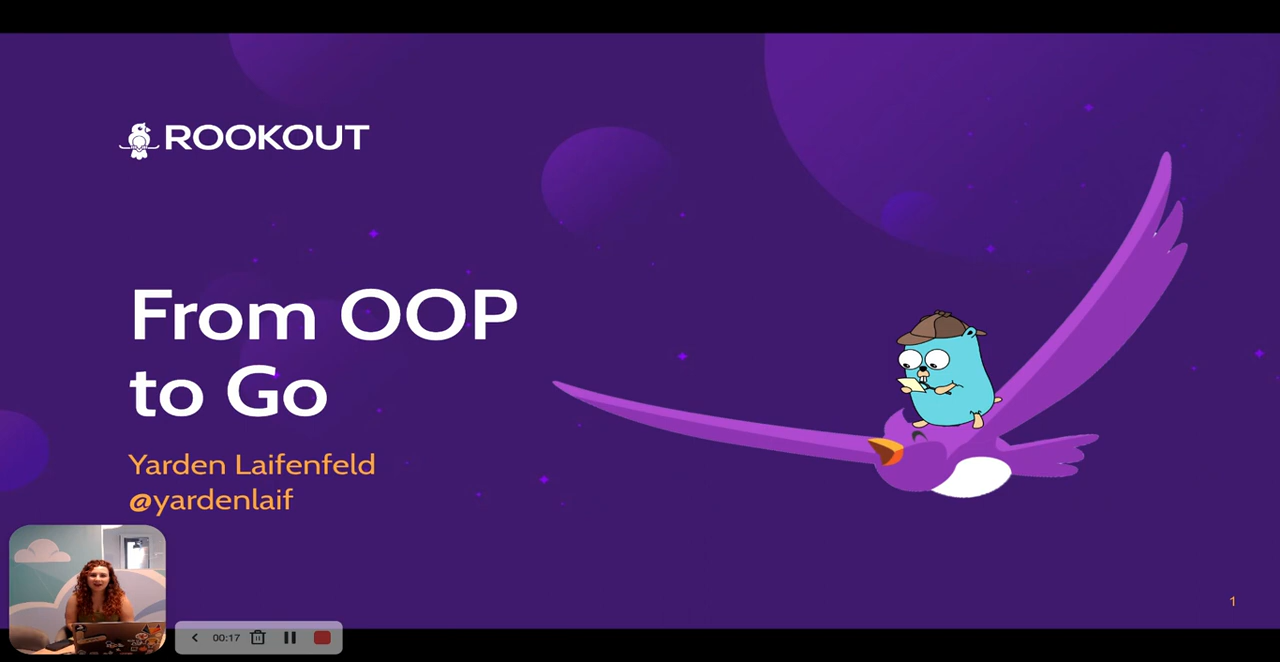 ROOKOUT
From OOP
to Go
Yarden Laifenfeld
@yardenlaif
1
00:17